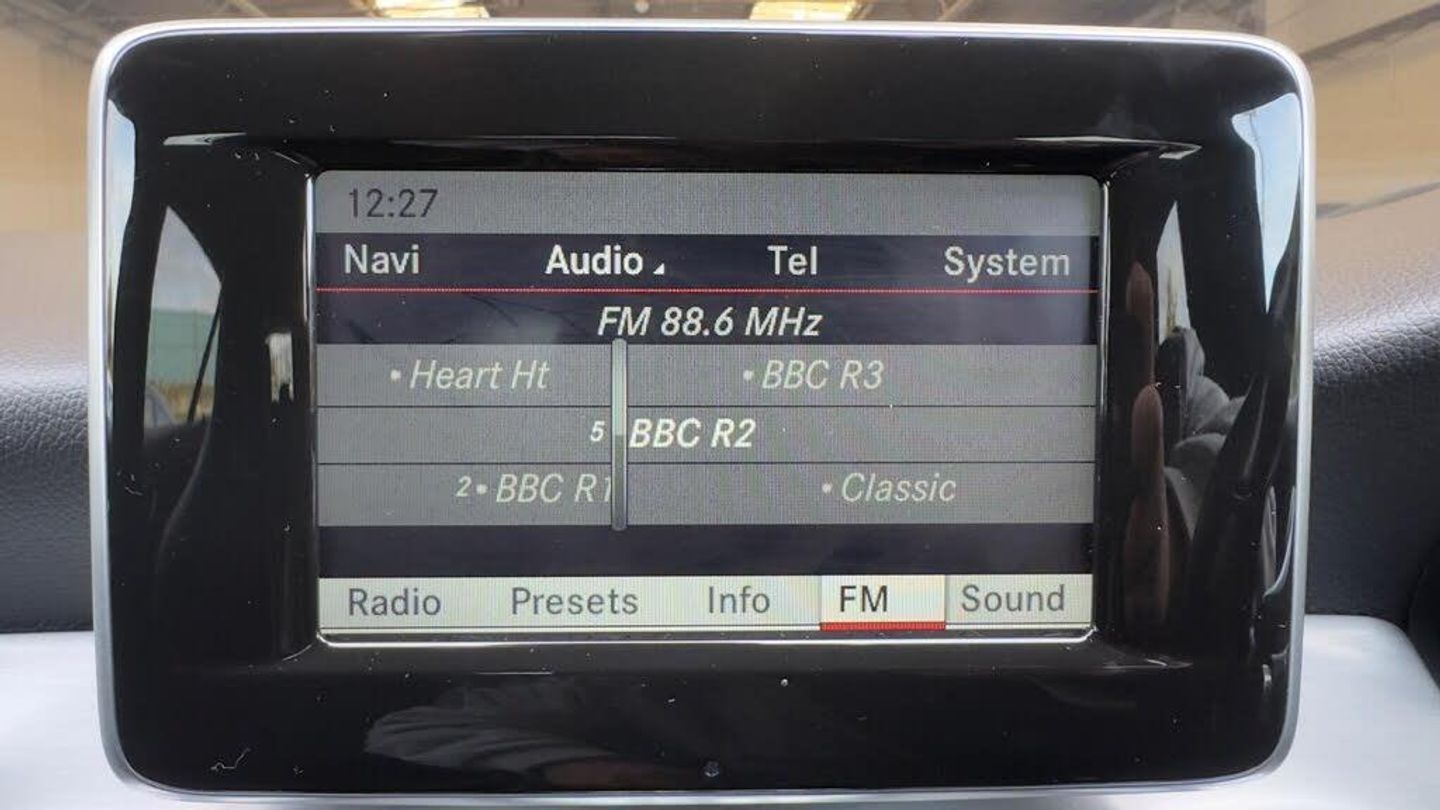 12:27
Navi Audio Tel System
FM 88.6 MHz
• Heart Ht • BBC R3
5 BBC R2
2 • BBC R1 • Classic
Radio Presets Info FM Sound